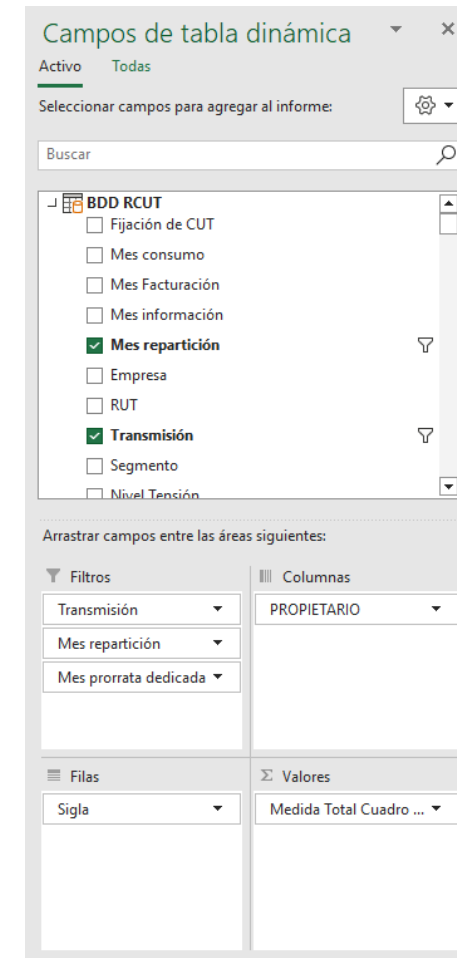 Campos de tabla dinámica
Activo Todas
Seleccionar campos para agregar al informe:
Buscar
BDD RCUT
Fijación de CUT
Mes consumo
Mes Facturación
Mes información
Mes repartición
Empresa
RUT
Transmisión
Segmento
Nivel Tensión
Arrastrar campos entre las áreas siguientes:
Filtros
Transmisión
Mes repartición
Mes prorrata dedicada
Columnas
PROPIETARIO
Filas
Sigla
Σ Valores
Medida Total Cuadro ...